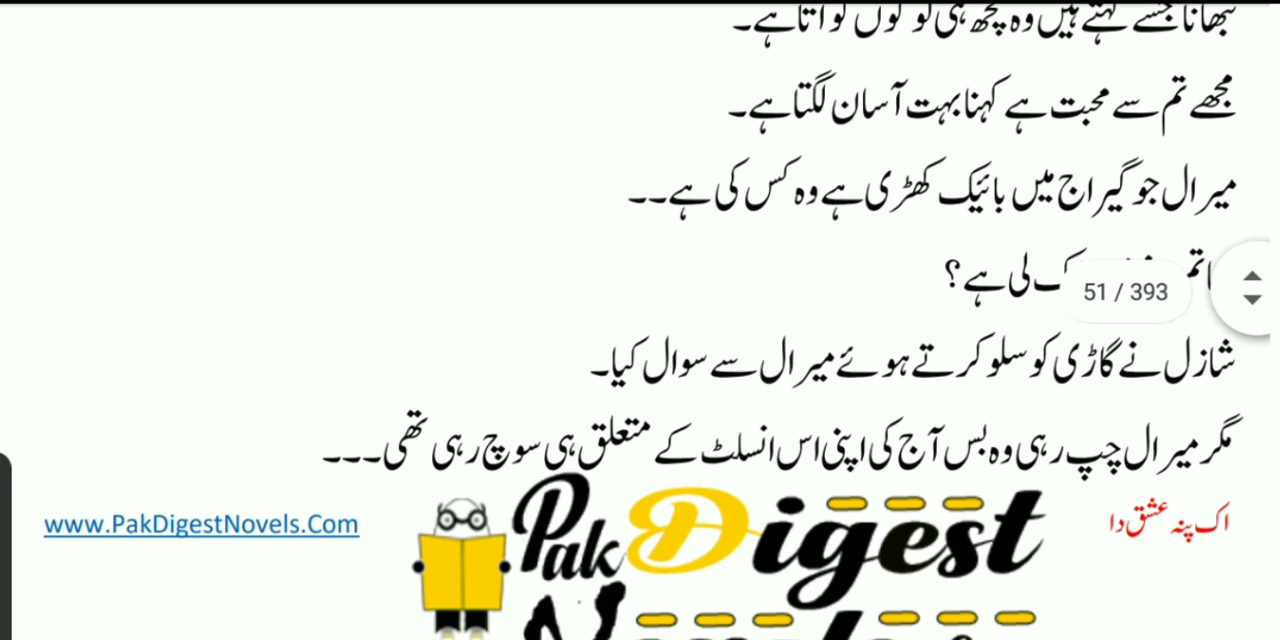 نبھانا جسے کہتے ہیں وہ کچھ ہی لوگوں کو آتا ہے۔
مجھے تم سے محبت ہے کہنا بہت آسان لگتا ہے۔
میرال جو گیراج میں بائیک کھڑی ہے وہ کس کی ہے۔۔
لی ہے؟
51 / 393
شازل نے گاڑی کو سلو کرتے ہوئے میرال سے سوال کیا۔
مگر میرال چپ رہی وہ بس آج کی اپنی اس انسلٹ کے متعلق ہی سوچ رہی تھی۔۔۔
اک پنہ عشق دا
www.PakDigestNovels.Com
Pak Digest